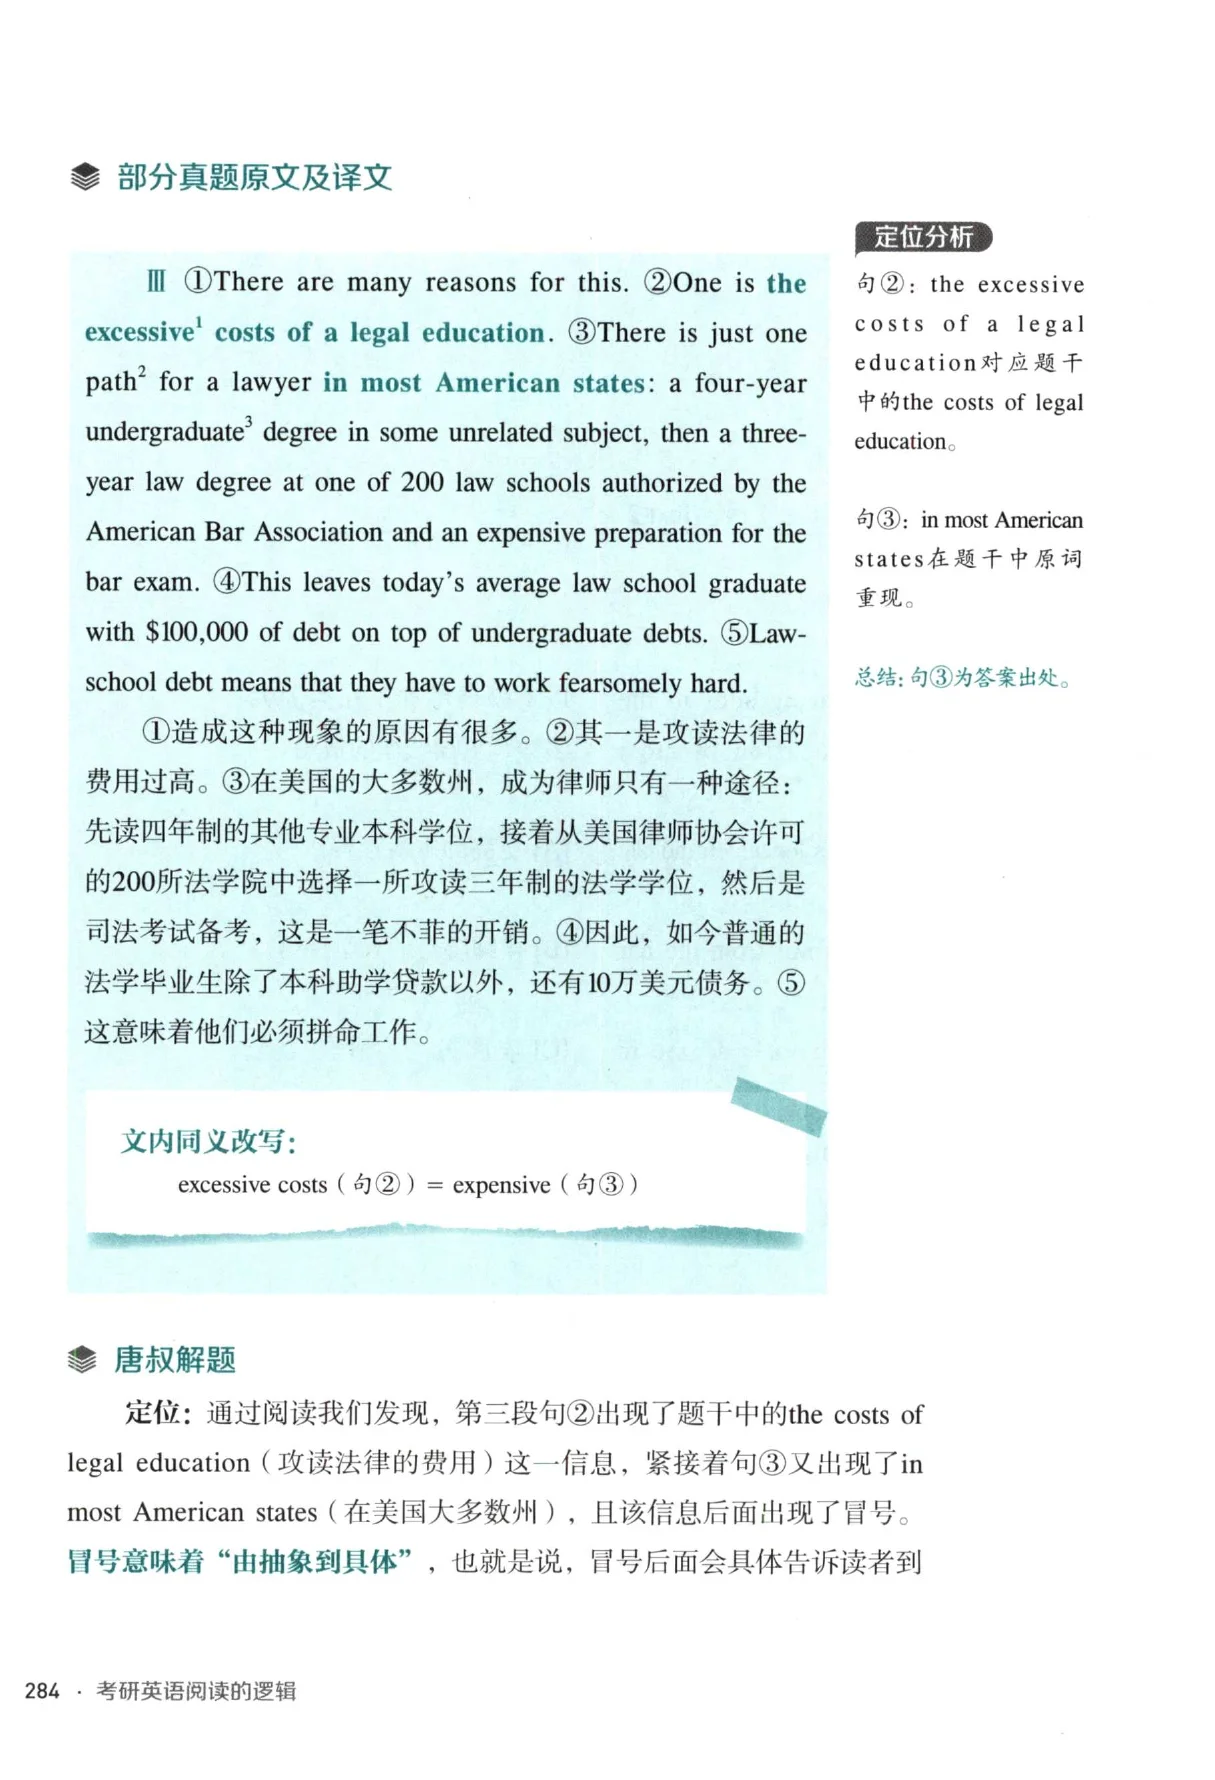 部分真题原文及译文
Ⅲ ①There are many reasons for this. ②One is the
excessive¹ costs of a legal education. ③There is just one
path² for a lawyer in most American states: a four-year
undergraduate³ degree in some unrelated subject, then a three-
year law degree at one of 200 law schools authorized by the
American Bar Association and an expensive preparation for the
bar exam. ④This leaves today's average law school graduate
with $100,000 of debt on top of undergraduate debts. ⑤Law-
school debt means that they have to work fearsomely hard.
①造成这种现象的原因有很多。②其一是攻读法律的
费用过高。③在美国的大多数州，成为律师只有一种途径：
先读四年制的其他专业本科学位，接着从美国律师协会许可
的200所法学院中选择一所攻读三年制的法学学位，然后是
司法考试备考，这是一笔不菲的开销。④因此，如今普通的
法学毕业生除了本科助学贷款以外，还有10万美元债务。⑤
这意味着他们必须拼命工作。
文内同义改写：
excessive costs（句②）= expensive（句③）
定位分析
句②：the excessive
costs of a legal
education对应题干
中的the costs of legal
education。
句③：in most American
states在题干中原词
重现。
总结：句③为答案出处。
唐叔解题
定位：通过阅读我们发现，第三段句②出现了题干中的the costs of
legal education（攻读法律的费用）这一信息，紧接着句③又出现了in
most American states（在美国大多数州），且该信息后面出现了冒号。
冒号意味着“由抽象到具体”，也就是说，冒号后面会具体告诉读者到
284 · 考研英语阅读的逻辑